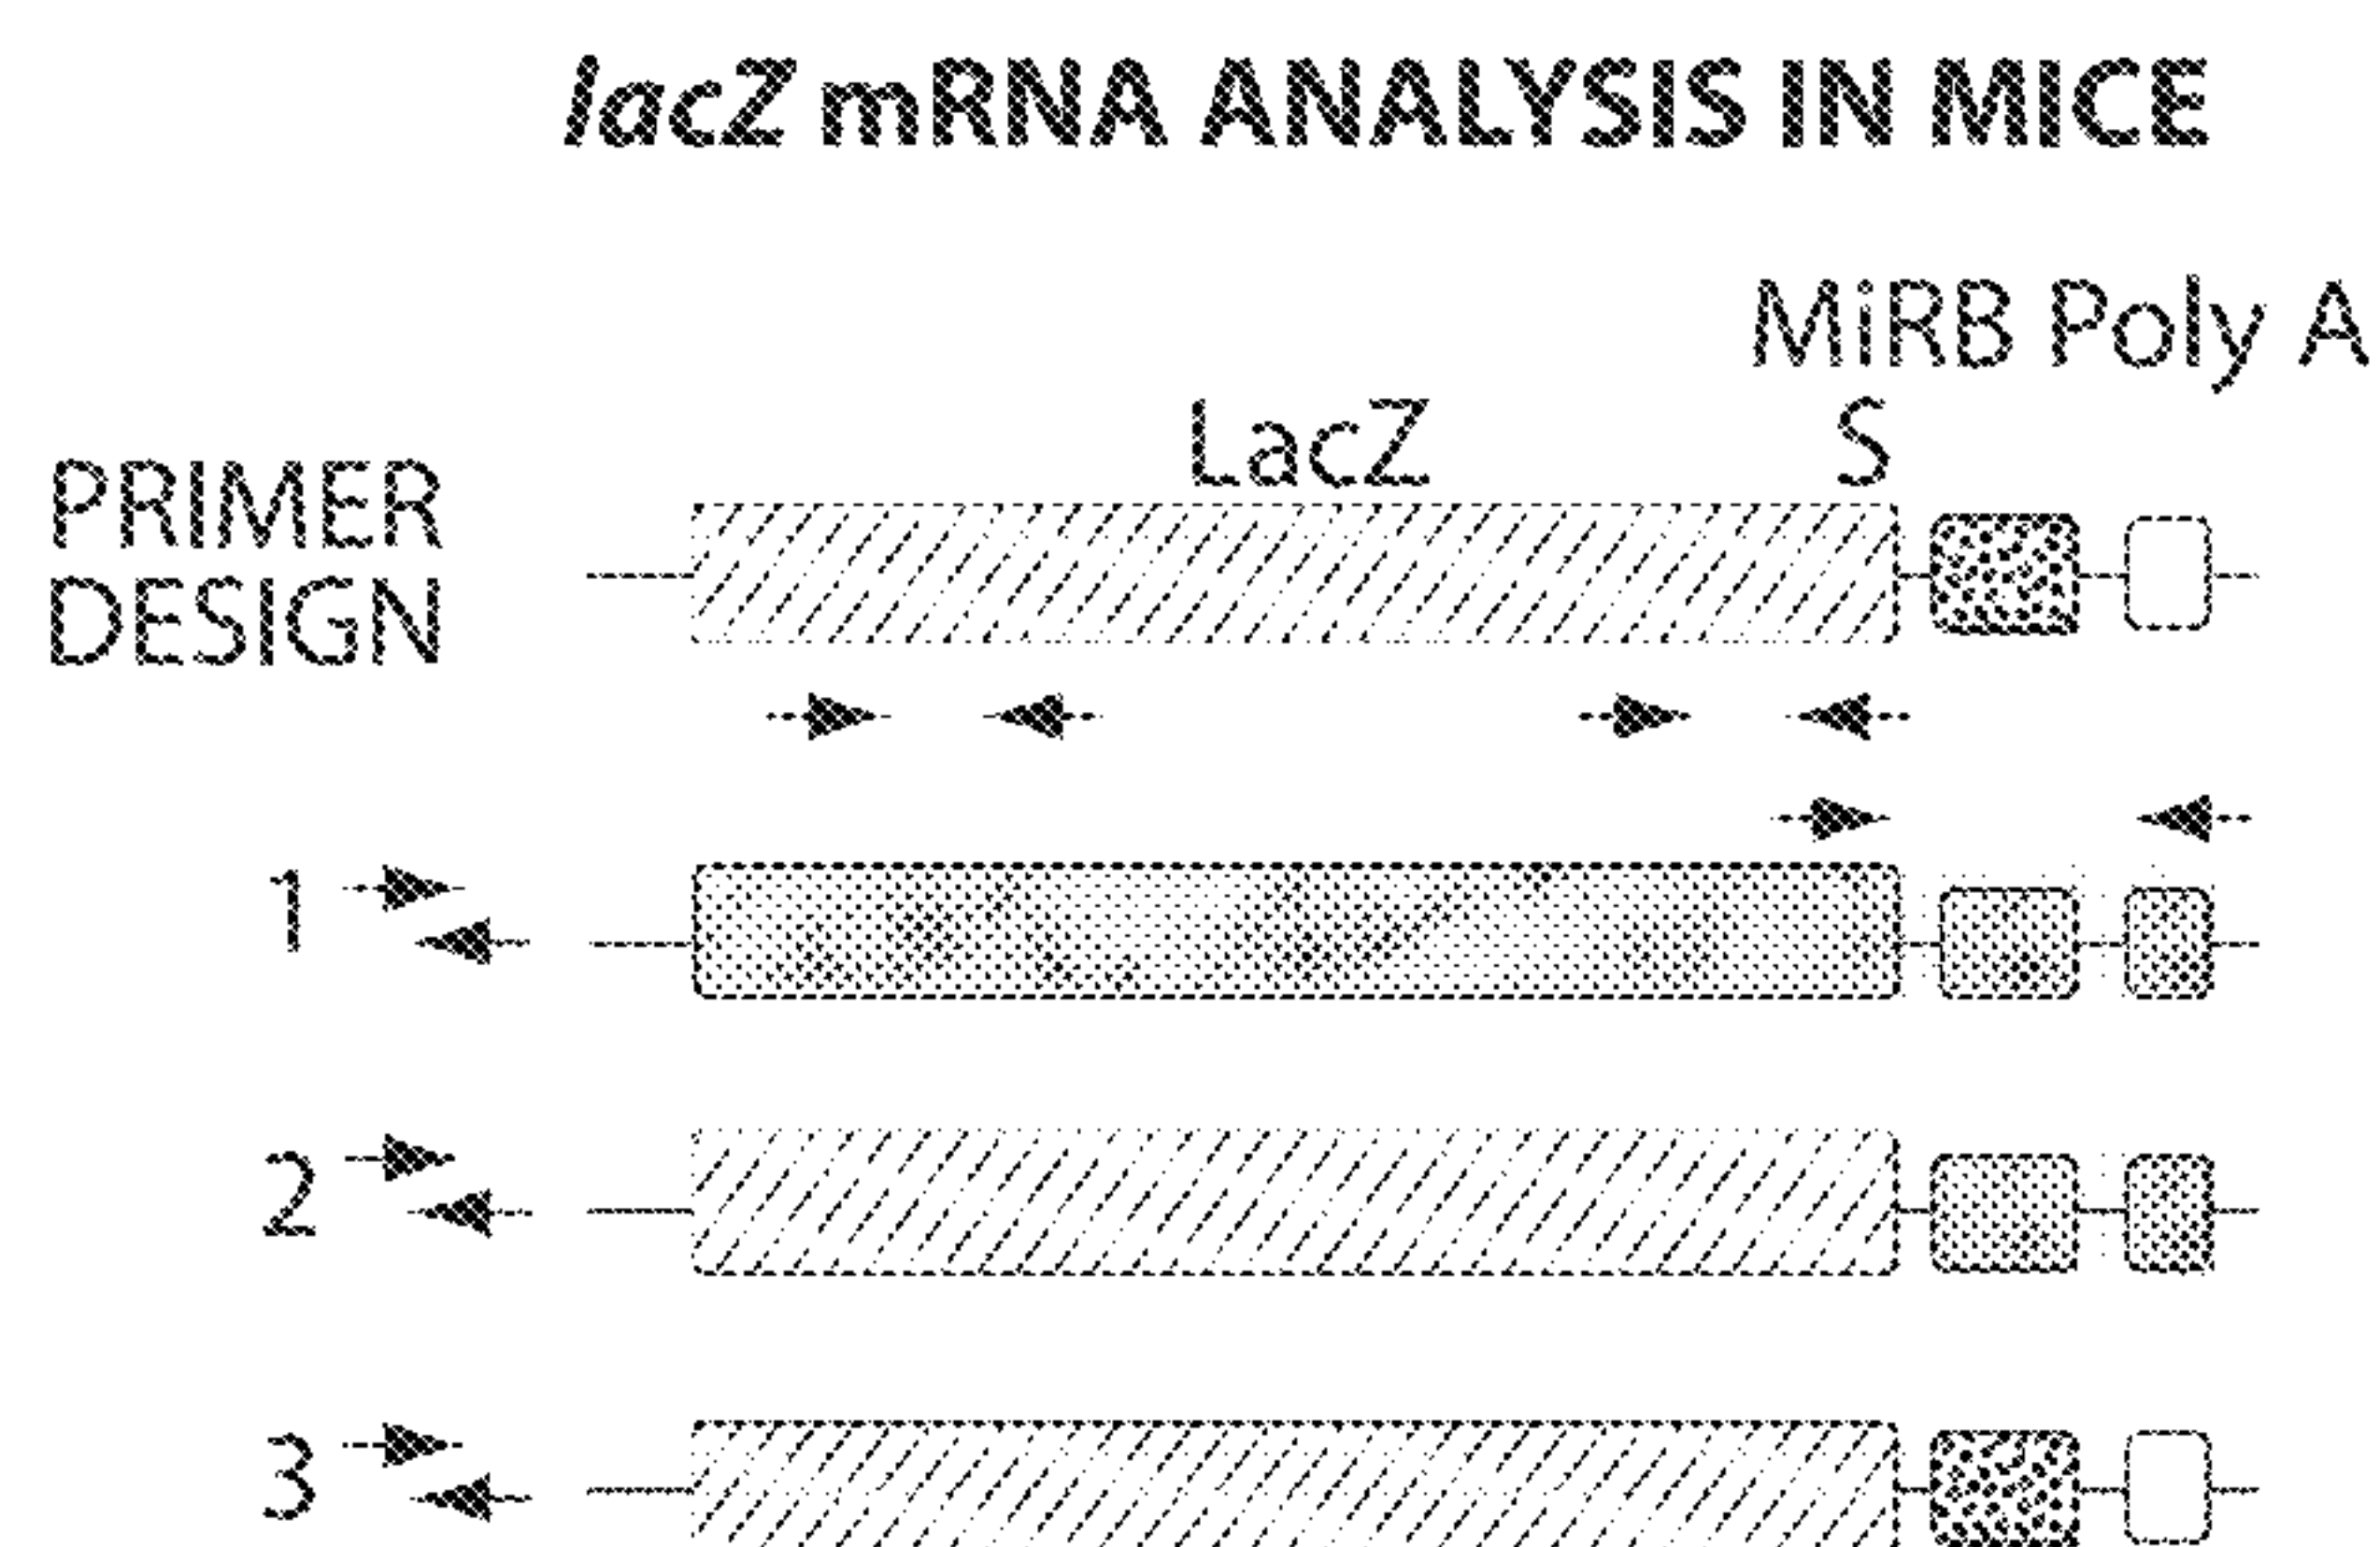 lacZ mRNA ANALYSIS IN MICE
MiRB Poly A
LacZ S
PRIMER
DESIGN
1
2
3